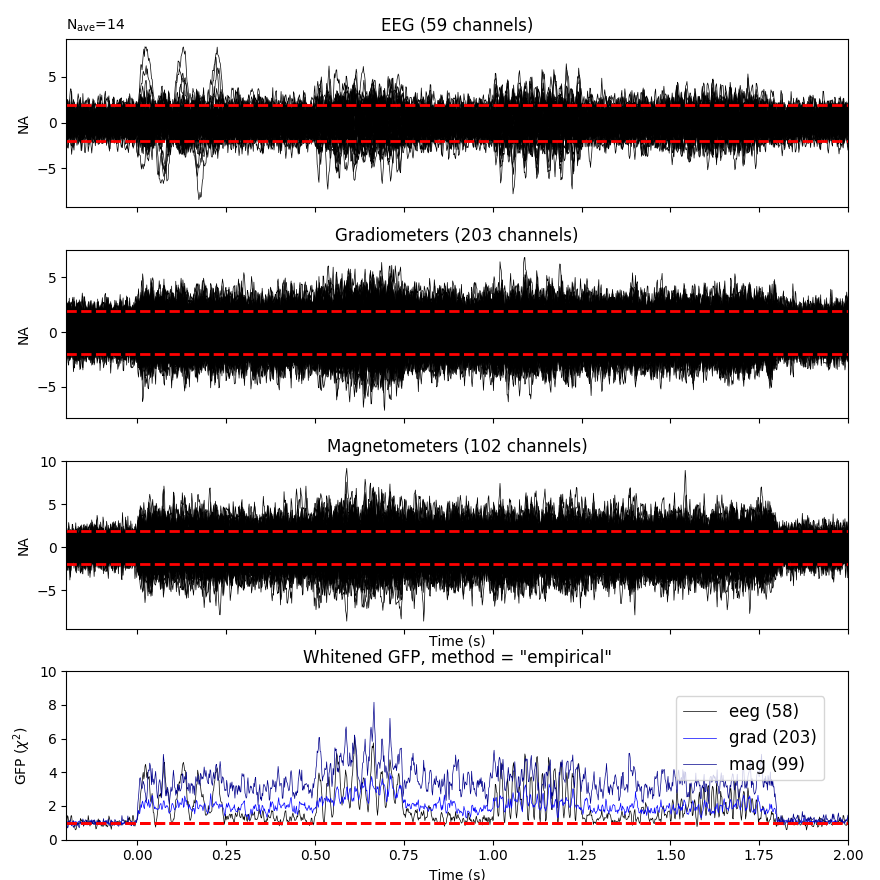 Nave=14
EEG (59 channels)
5
0
−5
NA
Gradiometers (203 channels)
5
0
−5
NA
Magnetometers (102 channels)
10
5
0
−5
NA
Time (s)
Whitened GFP, method = "empirical"
10
8
6
4
2
0
GFP (χ²)
eeg (58)
grad (203)
mag (99)
0.00 0.25 0.50 0.75 1.00 1.25 1.50 1.75 2.00
Time (s)